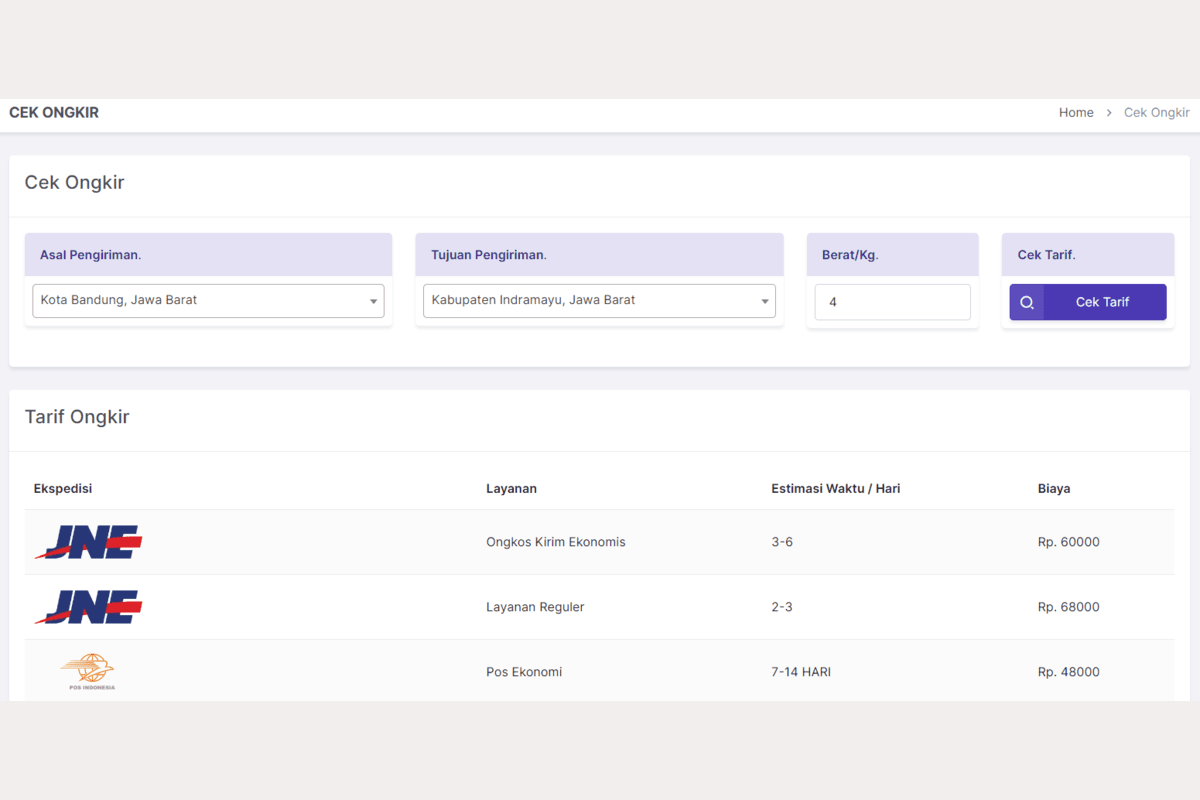 CEK ONGKIR
Home > Cek Ongkir
Cek Ongkir
Asal Pengiriman. Tujuan Pengiriman. Berat/Kg. Cek Tarif.
Kota Bandung, Jawa Barat Kabupaten Indramayu, Jawa Barat 4 Cek Tarif
Tarif Ongkir
Ekspedisi Layanan Estimasi Waktu / Hari Biaya
JNE Ongkos Kirim Ekonomis 3-6 Rp. 60000
JNE Layanan Reguler 2-3 Rp. 68000
POS INDONESIA Pos Ekonomi 7-14 HARI Rp. 48000